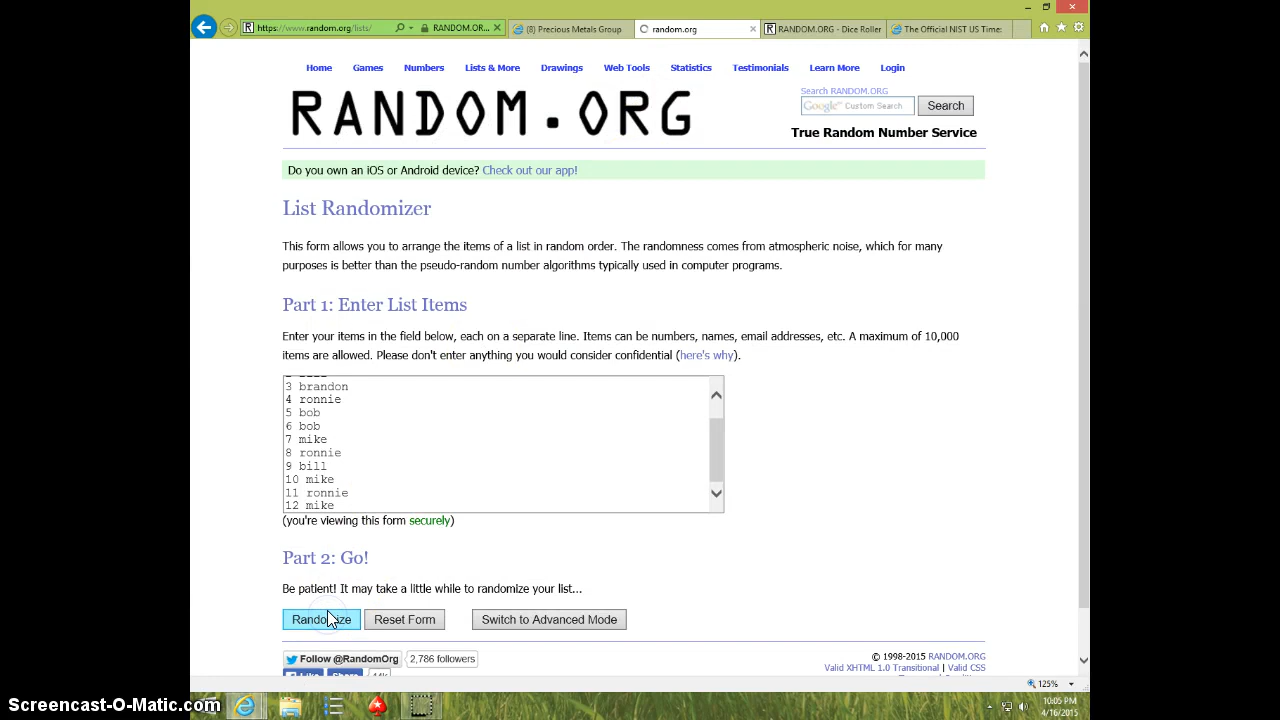 https://www.random.org/lists/
RANDOM.OR...
(8) Precious Metals Group
random.org
RANDOM.ORG - Dice Roller
The Official NIST US Time:
Home Games Numbers Lists & More Drawings Web Tools Statistics Testimonials Learn More Login
RANDOM.ORG
Search RANDOM.ORG
Google™ Custom Search
Search
True Random Number Service
Do you own an iOS or Android device? Check out our app!
List Randomizer
This form allows you to arrange the items of a list in random order. The randomness comes from atmospheric noise, which for many
purposes is better than the pseudo-random number algorithms typically used in computer programs.
Part 1: Enter List Items
Enter your items in the field below, each on a separate line. Items can be numbers, names, email addresses, etc. A maximum of 10,000
items are allowed. Please don't enter anything you would consider confidential (here's why).
3 brandon
4 ronnie
5 bob
6 bob
7 mike
8 ronnie
9 bill
10 mike
11 ronnie
12 mike
(you're viewing this form securely)
Part 2: Go!
Be patient! It may take a little while to randomize your list...
Randomize Reset Form Switch to Advanced Mode
Follow @RandomOrg 2,786 followers
© 1998-2015 RANDOM.ORG
Valid XHTML 1.0 Transitional | Valid CSS
125%
10:05 PM
4/16/2015
Screencast-O-Matic.com